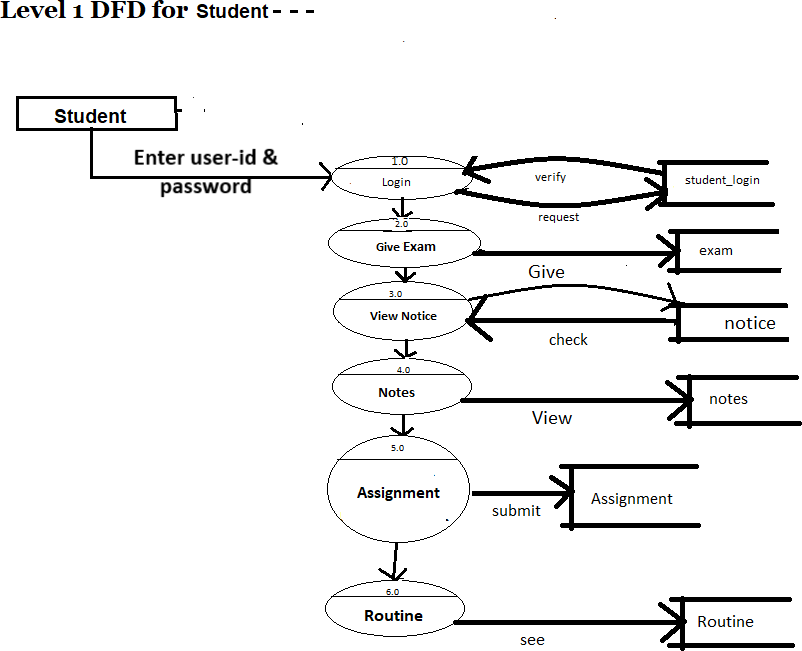 Level 1 DFD for Student - - -
Student
Enter user-id &
password
1.0
Login
verify
request
student_login
2.0
Give Exam
Give
exam
3.0
View Notice
check
notice
4.0
Notes
View
notes
5.0
Assignment
submit
Assignment
6.0
Routine
see
Routine